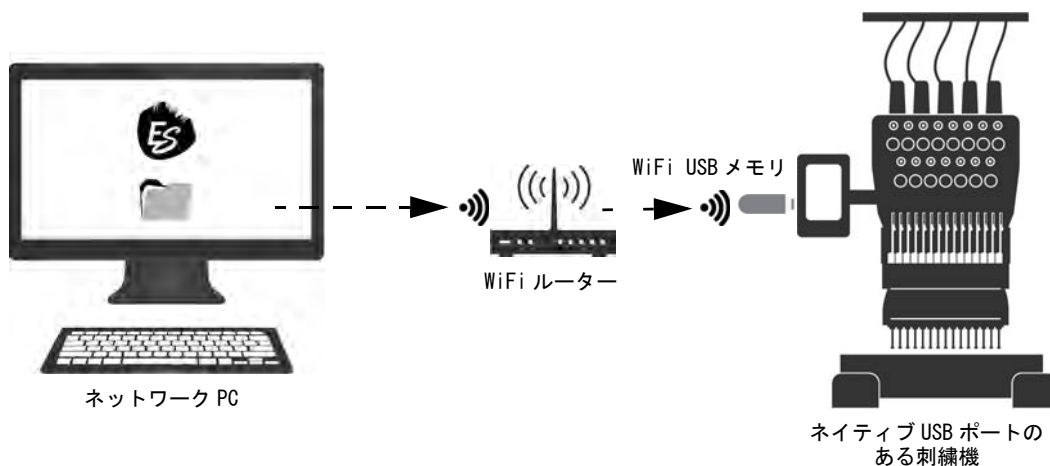 ES
WiFi USB メモリ
WiFi ルーター
ネットワーク PC
ネイティブ USB ポートの
ある刺繍機